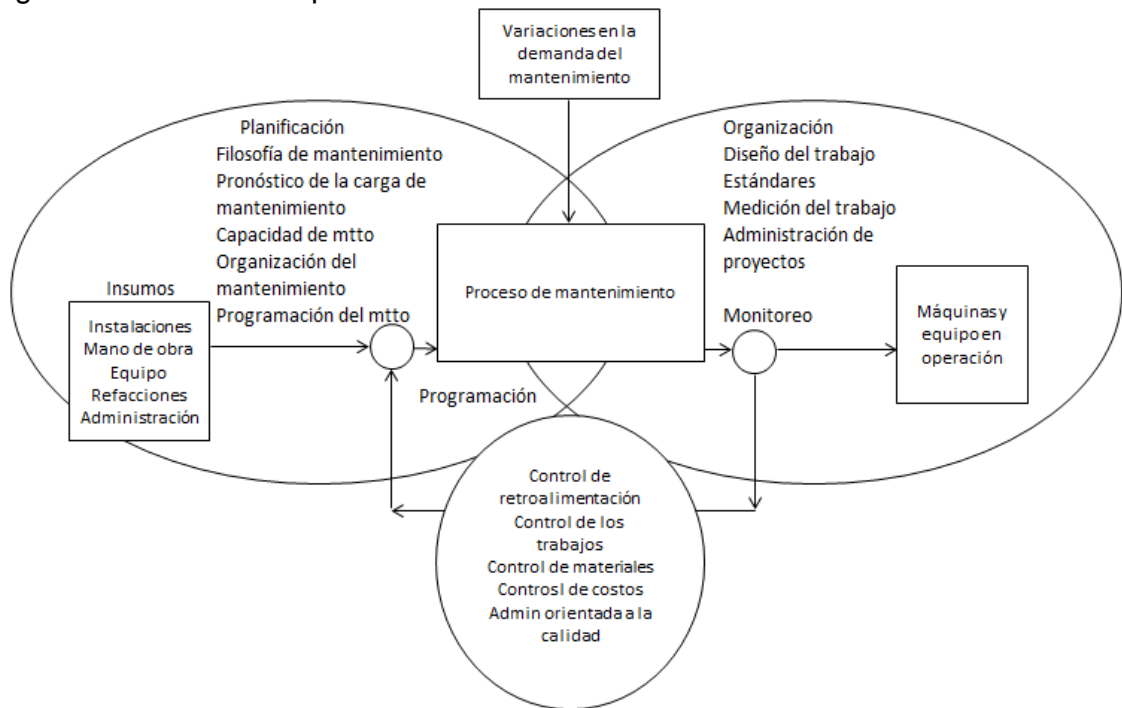 Variaciones en la
demanda del
mantenimiento
Planificación
Filosofía de mantenimiento
Pronóstico de la carga de
mantenimiento
Capacidad de mtto
Organización del
mantenimiento
Programación del mtto
Insumos
Instalaciones
Mano de obra
Equipo
Refacciones
Administración
Proceso de mantenimiento
Programación
Organización
Diseño del trabajo
Estándares
Medición del trabajo
Administración de
proyectos
Monitoreo
Máquinas y
equipo en
operación
Control de
retroalimentación
Control de los
trabajos
Control de materiales
Controsl de costos
Admin orientada a la
calidad